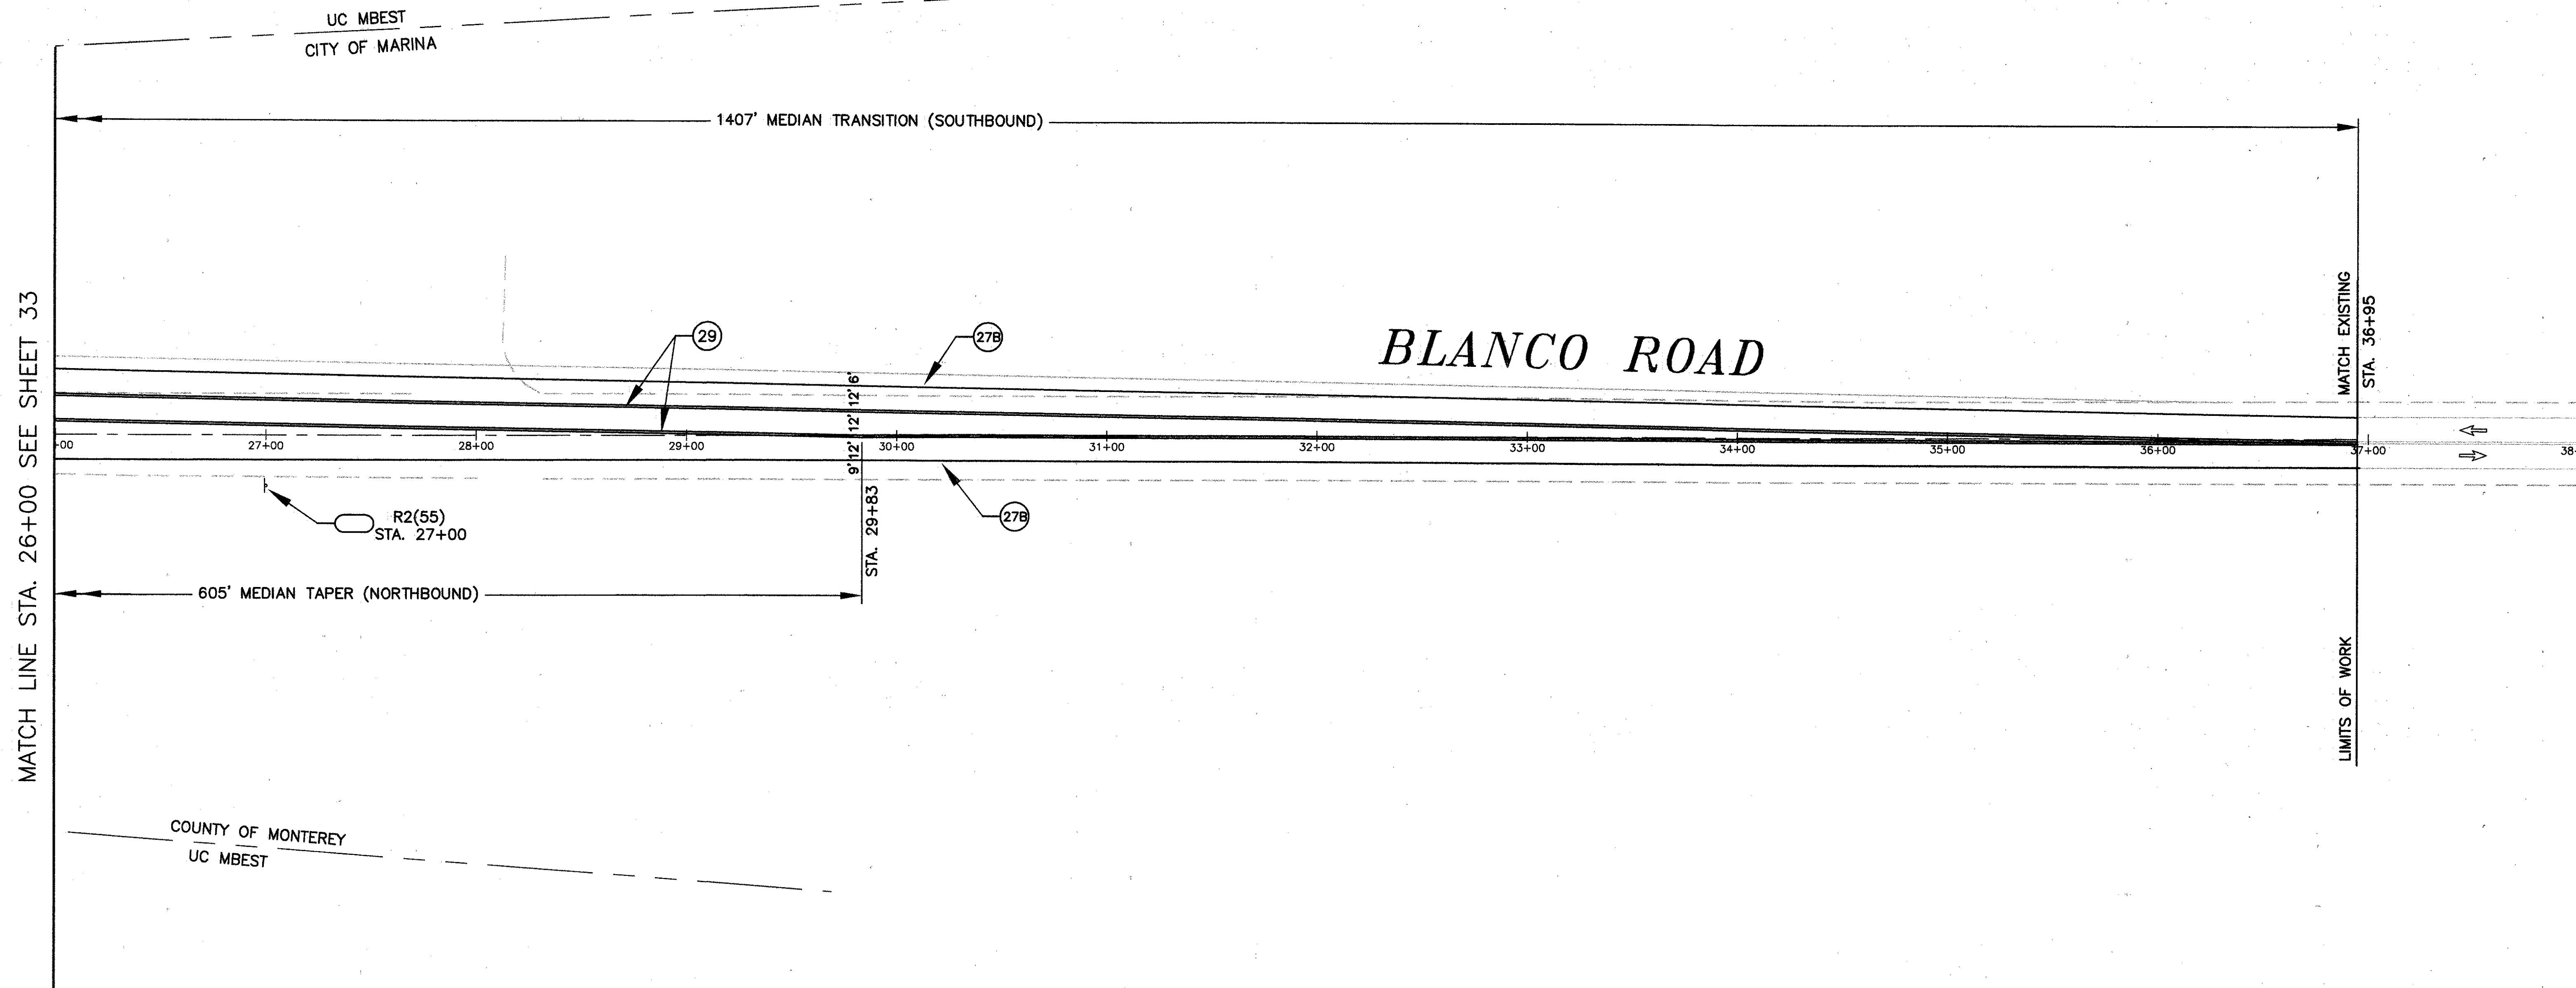 UC MBEST
CITY OF MARINA
1407' MEDIAN TRANSITION (SOUTHBOUND)
MATCH LINE STA. 26+00 SEE SHEET 33
29
27B
BLANCO ROAD
MATCH EXISTING
STA. 36+95
6'
12'
12'
12'
9'
+00
27+00
28+00
29+00
30+00
31+00
32+00
33+00
34+00
35+00
36+00
37+00
38+
R2(55)
STA. 27+00
STA. 29+83
27B
605' MEDIAN TAPER (NORTHBOUND)
LIMITS OF WORK
COUNTY OF MONTEREY
UC MBEST